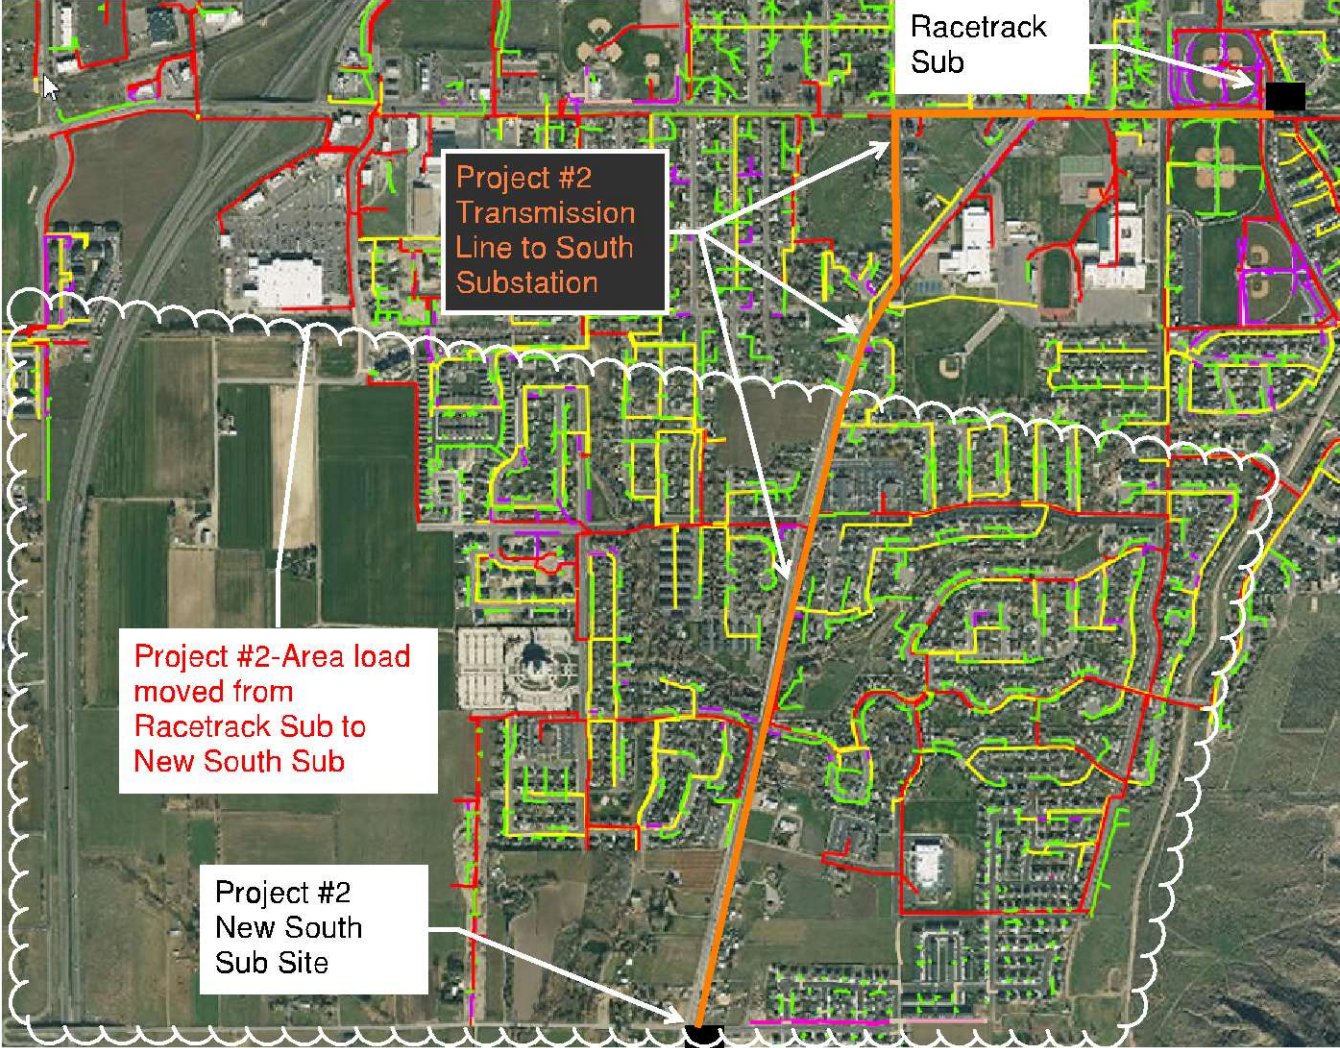 Racetrack
Sub
Project #2
Transmission
Line to South
Substation
Project #2-Area load
moved from
Racetrack Sub to
New South Sub
Project #2
New South
Sub Site